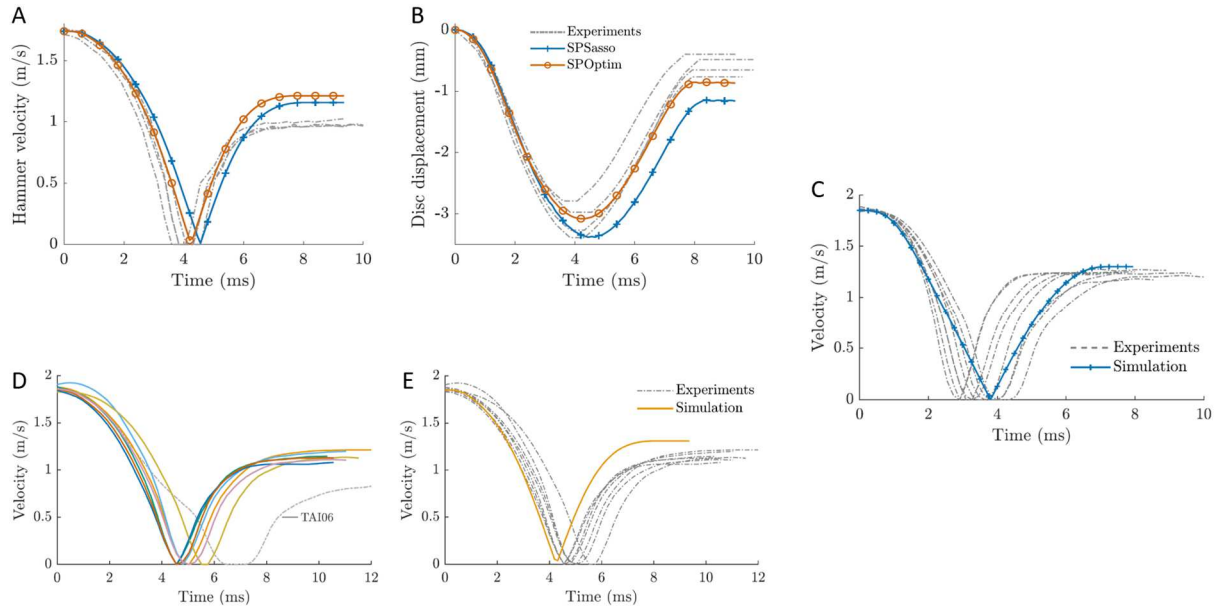 A
Hammer velocity (m/s)
1.5
1
0.5
0
0 2 4 6 8 10
Time (ms)
B
Disc displacement (mm)
0
-1
-2
-3
Experiments
SPSasso
SPOptim
0 2 4 6 8 10
Time (ms)
C
Velocity (m/s)
2
1.5
1
0.5
0
Experiments
Simulation
0 2 4 6 8 10
Time (ms)
D
Velocity (m/s)
2
1.5
1
0.5
0
TAI06
0 2 4 6 8 10 12
Time (ms)
E
Velocity (m/s)
2
1.5
1
0.5
0
Experiments
Simulation
0 2 4 6 8 10 12
Time (ms)